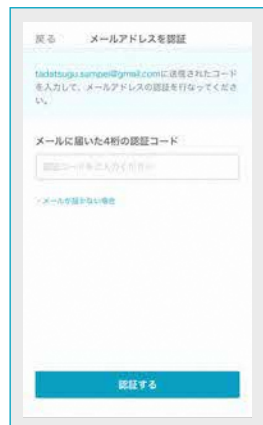 戻る メールアドレスを認証
tadatsugu.sampei@gmail.comに送信されたコード
を入力して、メールアドレスの認証を行なってくださ
い。
メールに届いた4桁の認証コード
認証コードをご入力ください
› メールが届かない場合
認証する